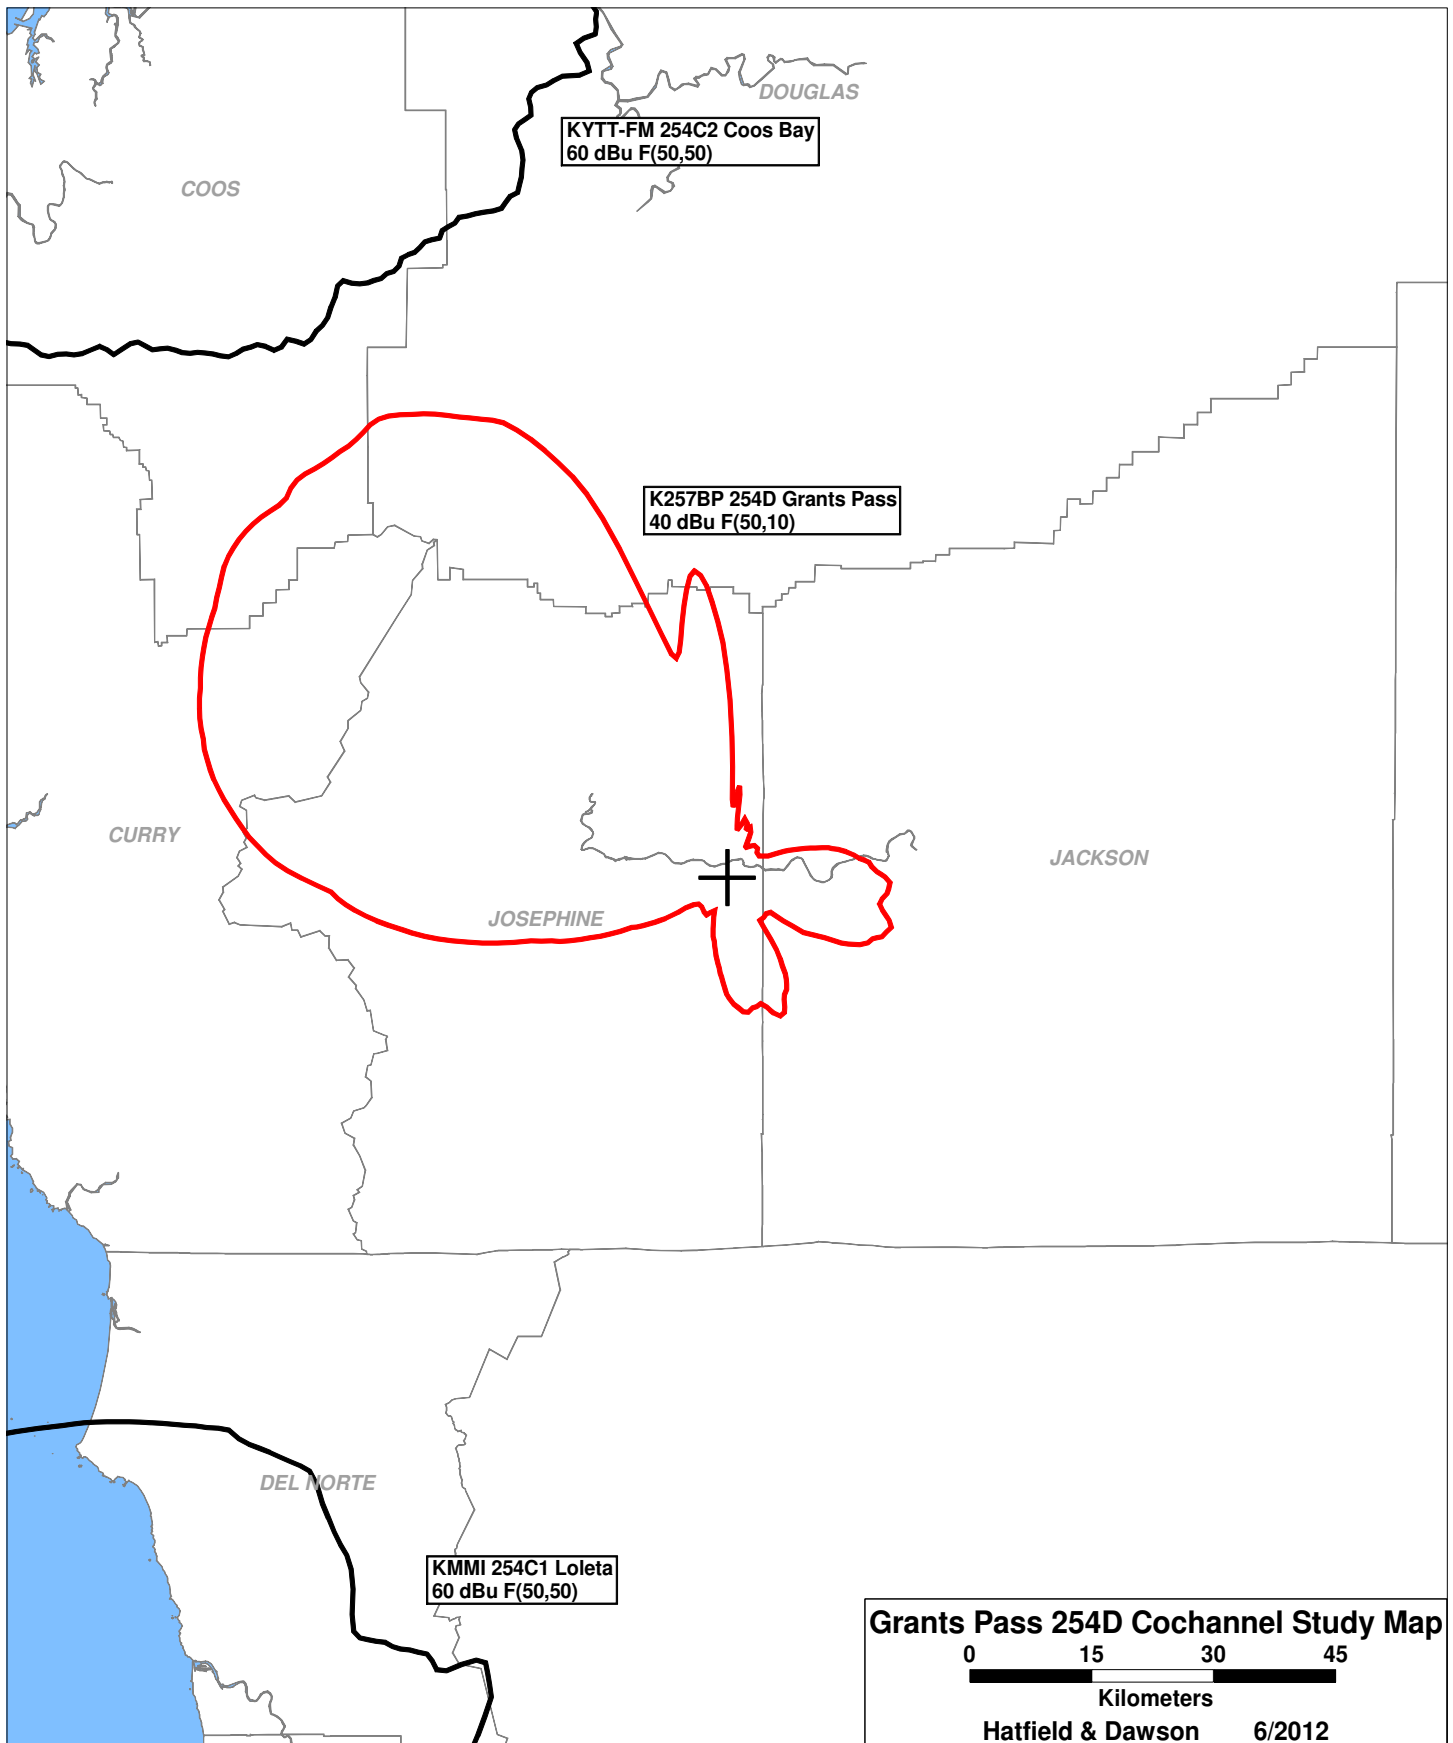 DOUGLAS
KYTT-FM 254C2 Coos Bay
60 dBu F(50,50)
COOS
K257BP 254D Grants Pass
40 dBu F(50,10)
CURRY
JACKSON
JOSEPHINE
DEL NORTE
KMMI 254C1 Loleta
60 dBu F(50,50)
Grants Pass 254D Cochannel Study Map
0 15 30 45
Kilometers
Hatfield & Dawson 6/2012